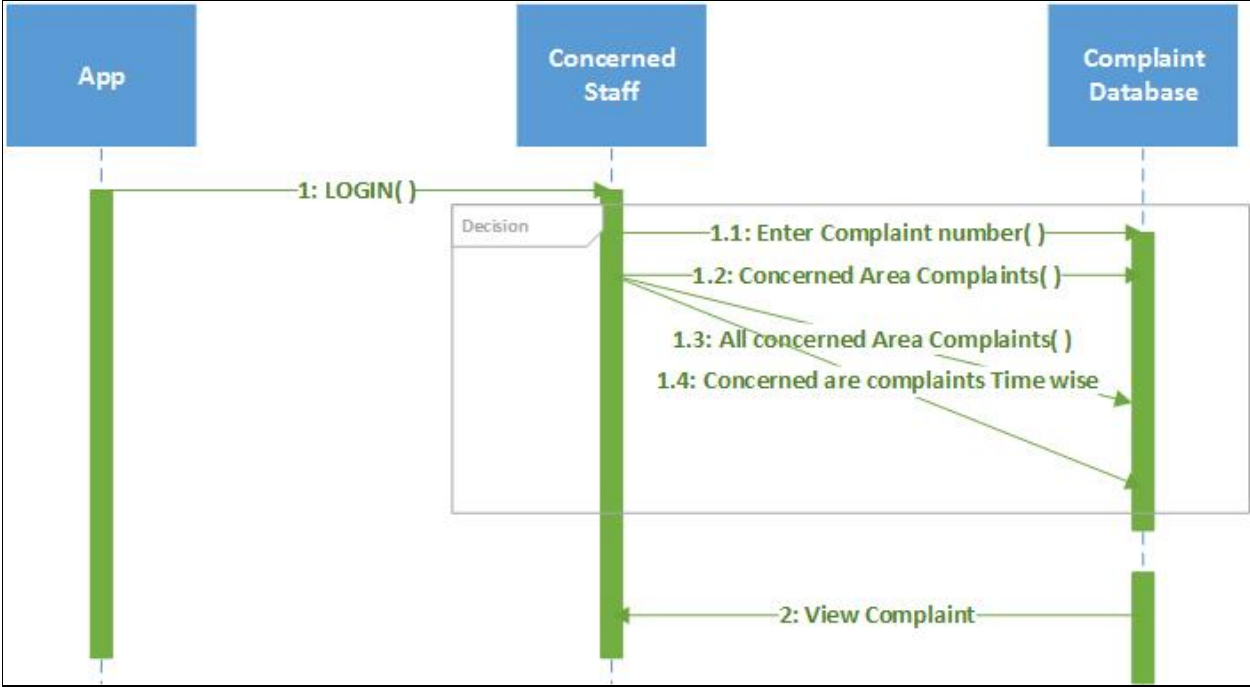 App
Concerned
Staff
Complaint
Database
1: LOGIN( )
Decision
1.1: Enter Complaint number( )
1.2: Concerned Area Complaints( )
1.3: All concerned Area Complaints( )
1.4: Concerned are complaints Time wise
2: View Complaint